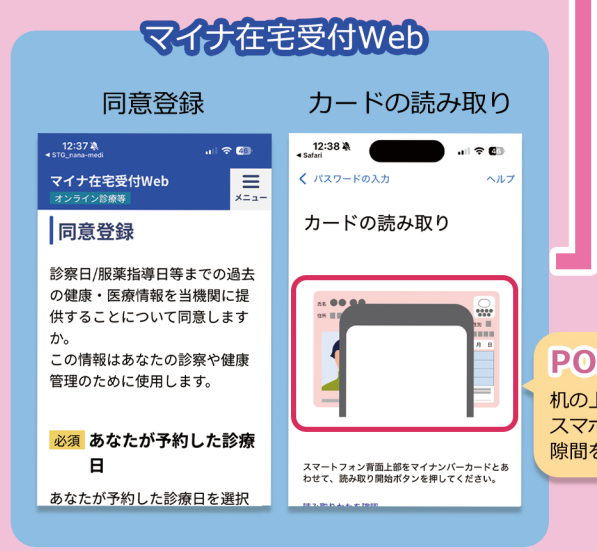 マイナ在宅受付Web
同意登録
カードの読み取り
12:37
46
◀ STG_nana-medi
マイナ在宅受付Web
オンライン診療等
メニュー
同意登録
診察日/服薬指導日等までの過去
の健康・医療情報を当機関に提
供することについて同意します
か。
この情報はあなたの診察や健康
管理のために使用します。
必須 あなたが予約した診療
日
あなたが予約した診療日を選択
12:38
◀ Safari
パスワードの入力
ヘルプ
カードの読み取り
氏名
住所
月 日
スマートフォン背面上部をマイナンバーカードとあ
わせて、読み取り開始ボタンを押してください。
PO
机の上
スマホ
隙間を